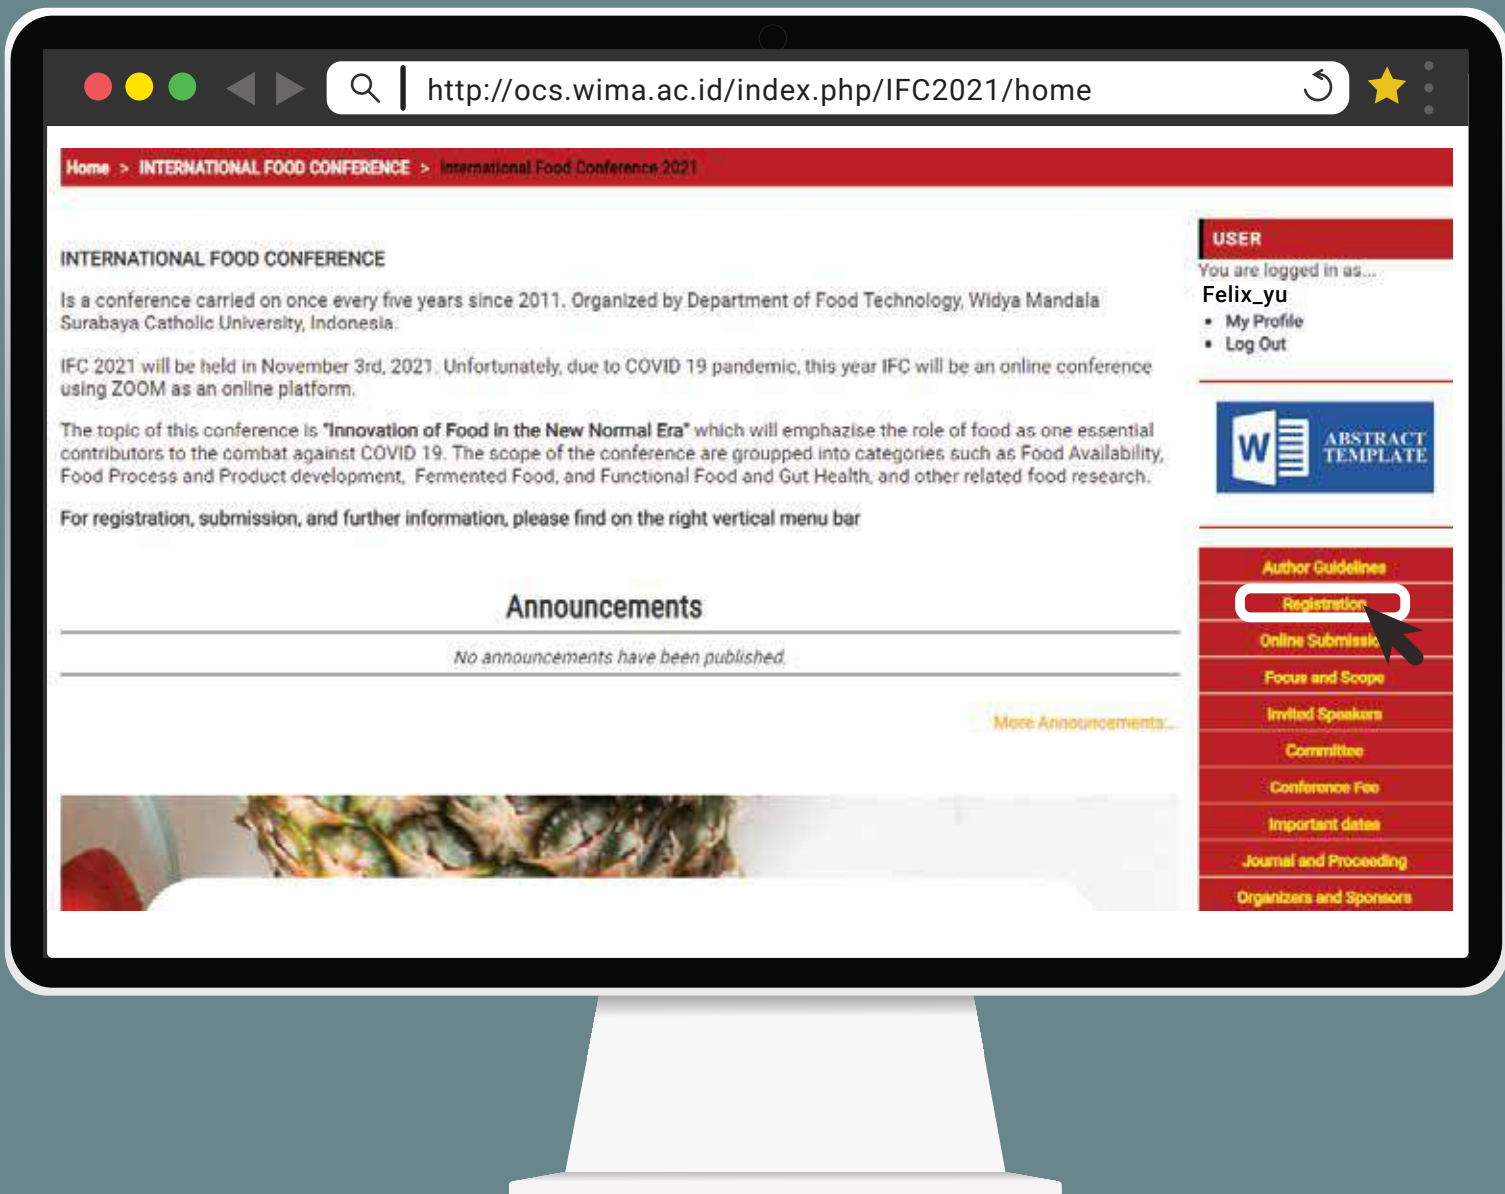 http://ocs.wima.ac.id/index.php/IFC2021/home
Home > INTERNATIONAL FOOD CONFERENCE > International Food Conference 2021
INTERNATIONAL FOOD CONFERENCE
Is a conference carried on once every five years since 2011. Organized by Department of Food Technology, Widya Mandala
Surabaya Catholic University, Indonesia.
IFC 2021 will be held in November 3rd, 2021. Unfortunately, due to COVID 19 pandemic, this year IFC will be an online conference
using ZOOM as an online platform.
The topic of this conference is "Innovation of Food in the New Normal Era" which will emphazise the role of food as one essential
contributors to the combat against COVID 19. The scope of the conference are groupped into categories such as Food Availability,
Food Process and Product development, Fermented Food, and Functional Food and Gut Health, and other related food research.
For registration, submission, and further information, please find on the right vertical menu bar
Announcements
No announcements have been published.
More Announcements...
USER
You are logged in as...
Felix_yu
• My Profile
• Log Out
W
ABSTRACT
TEMPLATE
Author Guidelines
Registration
Online Submissio
Focus and Scope
Invited Speakers
Committee
Conference Fee
Important dates
Journal and Proceeding
Organizers and Sponsors